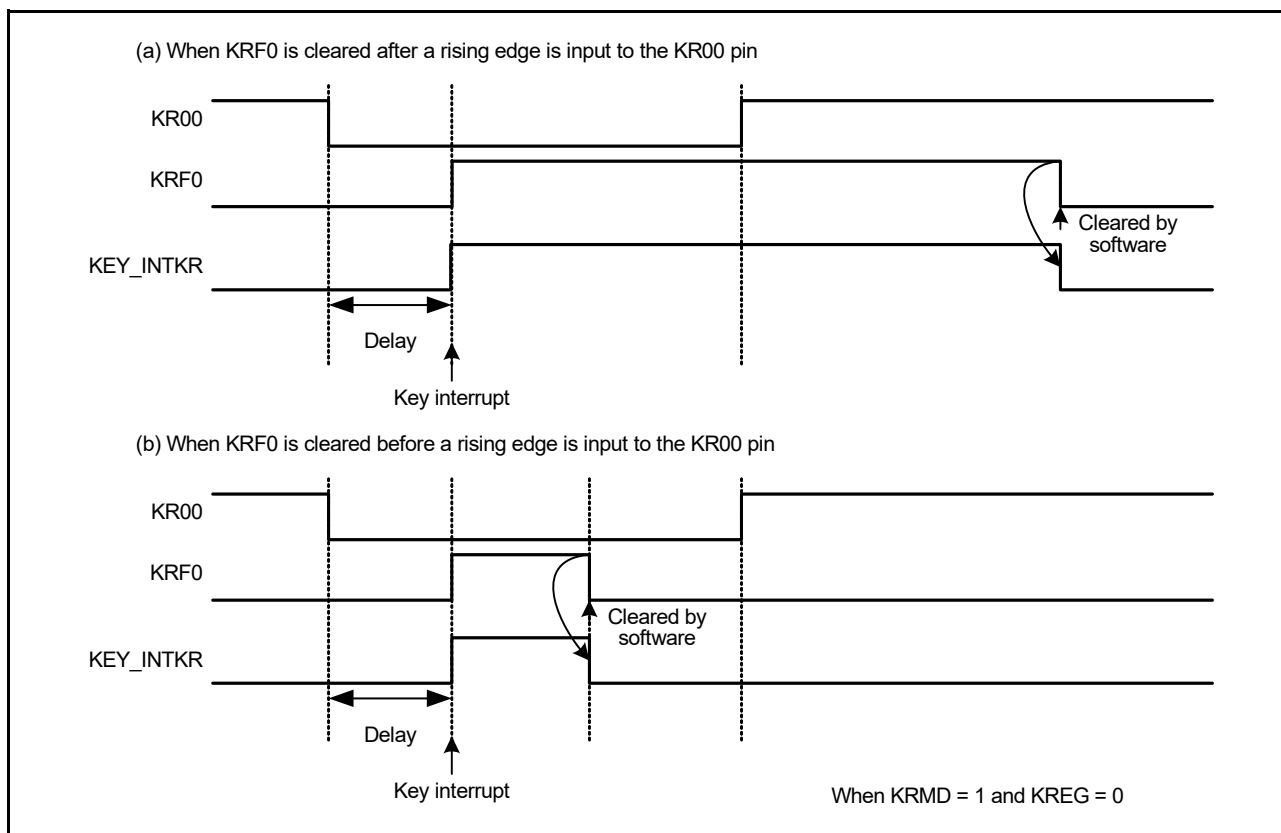 (a) When KRF0 is cleared after a rising edge is input to the KR00 pin
KR00
KRF0
Cleared by
software
KEY_INTKR
Delay
Key interrupt
(b) When KRF0 is cleared before a rising edge is input to the KR00 pin
KR00
KRF0
Cleared by
software
KEY_INTKR
Delay
Key interrupt
When KRMD = 1 and KREG = 0